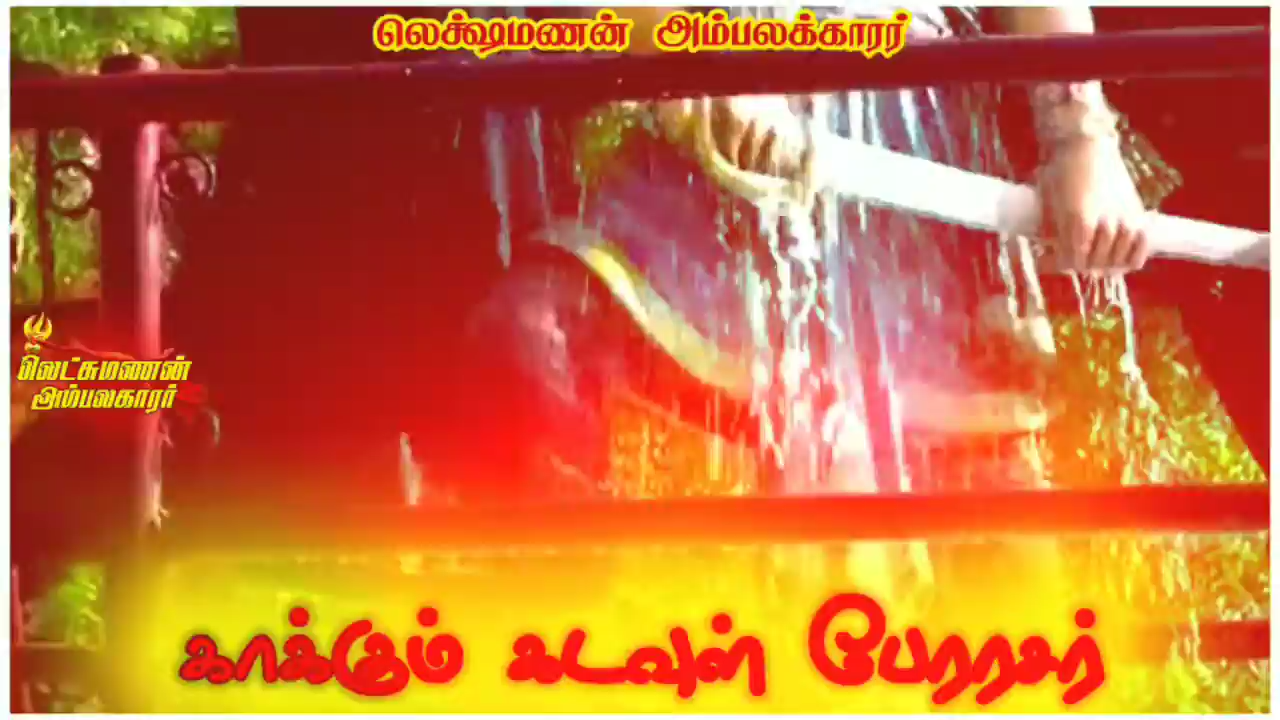 லெக்ஷமணன் அம்பலக்காரர்
லெட்சுமணன்
அம்பலகாரர்
காக்கும் கடவுள் பேரரசர்